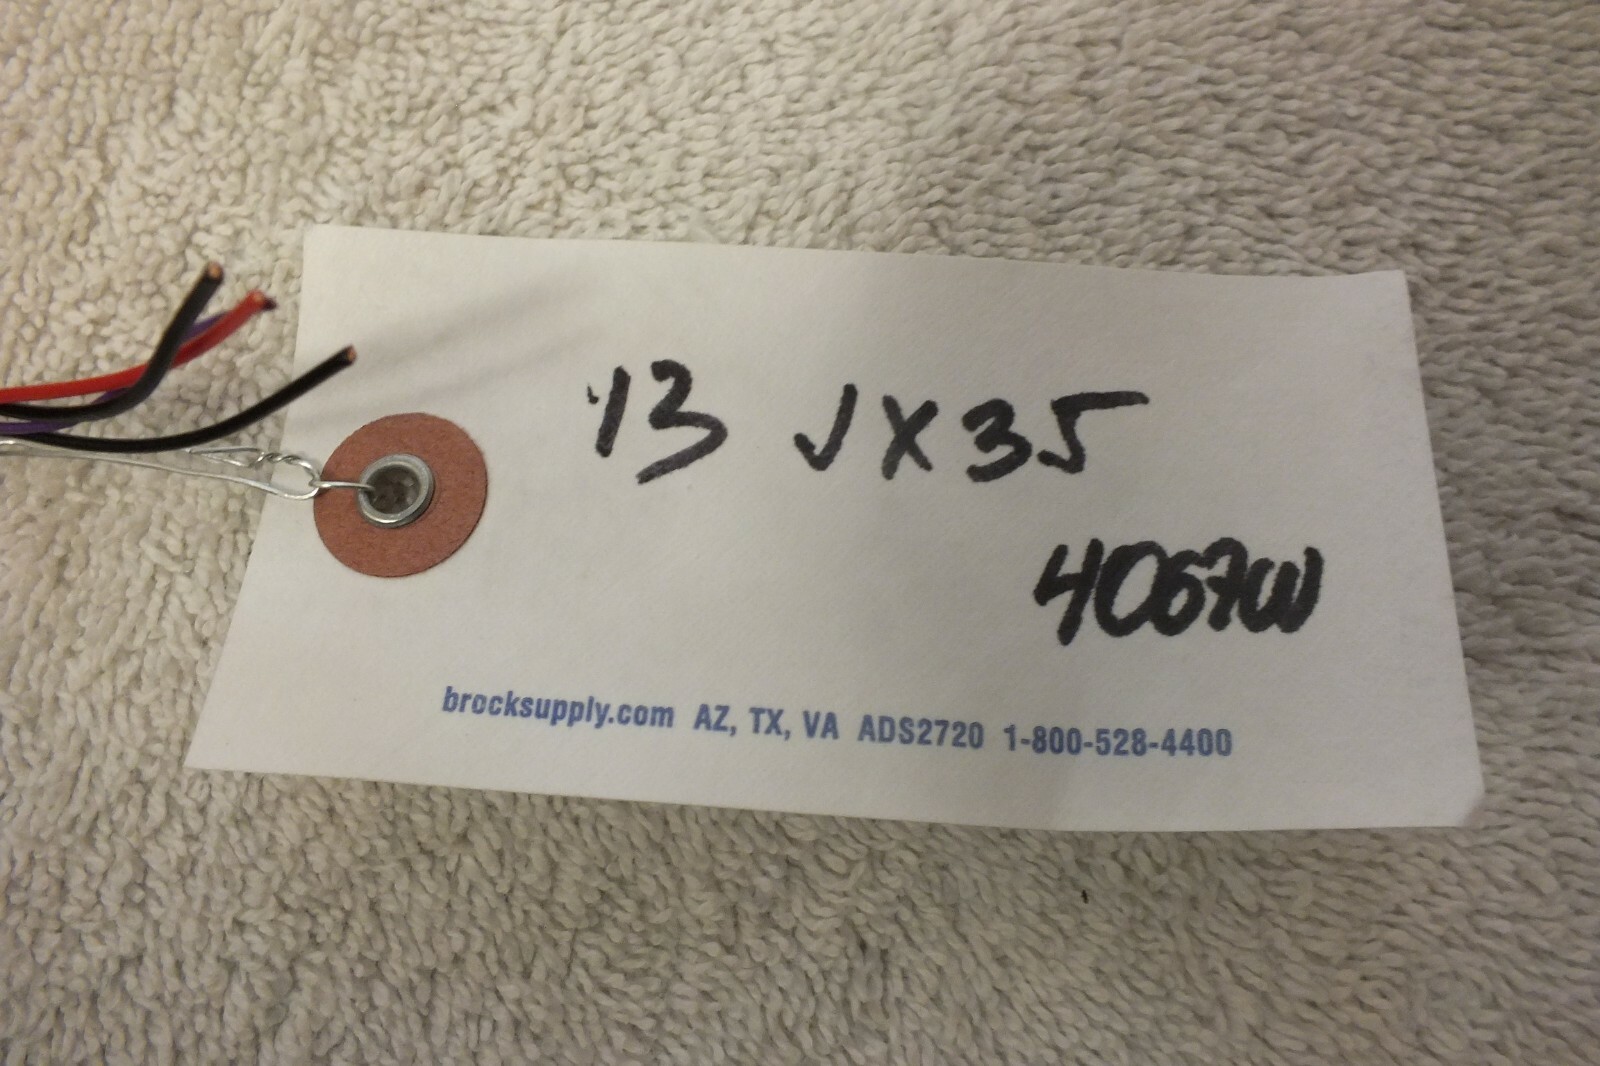 '13 JX35
4067W
brocksupply.com AZ, TX, VA ADS2720 1-800-528-4400